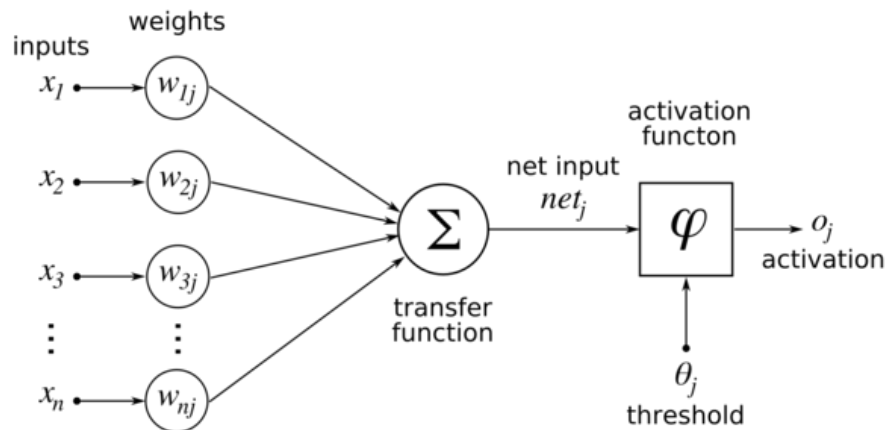 inputs
weights
x1
w1j
x2
w2j
x3
w3j
⋮
⋮
xn
wnj
Σ
transfer
function
net input
netj
activation
functon
φ
oj
activation
θj
threshold